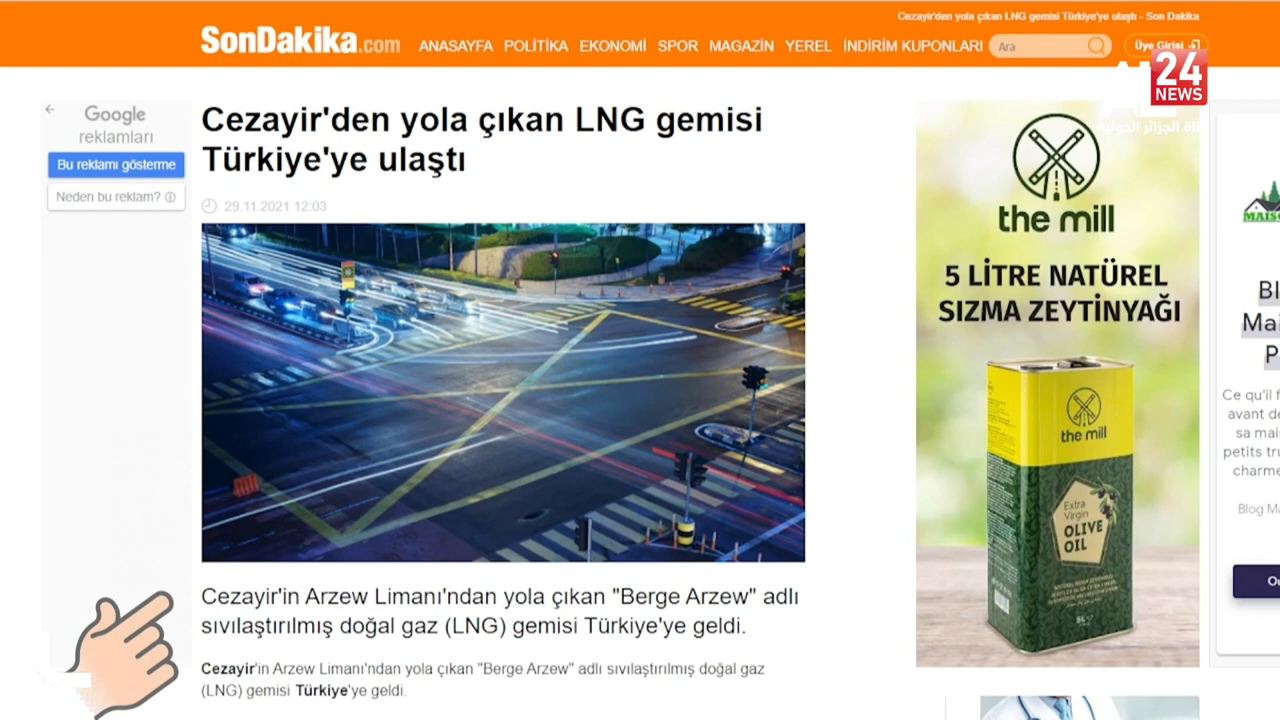 Cezayir'den yola çıkan LNG gemisi Türkiye'ye ulaştı - Son Dakika
SonDakika.com
ANASAYFA POLİTİKA EKONOMİ SPOR MAGAZİN YEREL İNDİRİM KUPONLARI
Ara
Üye Girişi
24
NEWS
Google
reklamları
Bu reklamı gösterme
Neden bu reklam?
Cezayir'den yola çıkan LNG gemisi
Türkiye'ye ulaştı
29.11.2021 12:03
Cezayir'in Arzew Limanı'ndan yola çıkan "Berge Arzew" adlı
sıvılaştırılmış doğal gaz (LNG) gemisi Türkiye'ye geldi.
Cezayir'in Arzew Limanı'ndan yola çıkan "Berge Arzew" adlı sıvılaştırılmış doğal gaz
(LNG) gemisi Türkiye'ye geldi.
the mill
5 LİTRE NATÜREL
SIZMA ZEYTİNYAĞI
the mill
Extra
Virgin
OLIVE
OIL
5L
Ce qu'il f
avant de
sa mai
petits tru
charme
Blog Ma